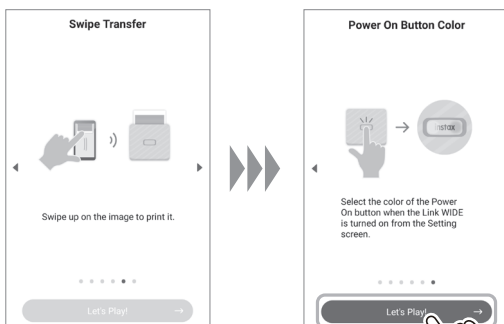 Swipe Transfer
Swipe up on the image to print it.
Let's Play!
Power On Button Color
instax
Select the color of the Power
On button when the Link WIDE
is turned on from the Setting
screen.
Let's Play!